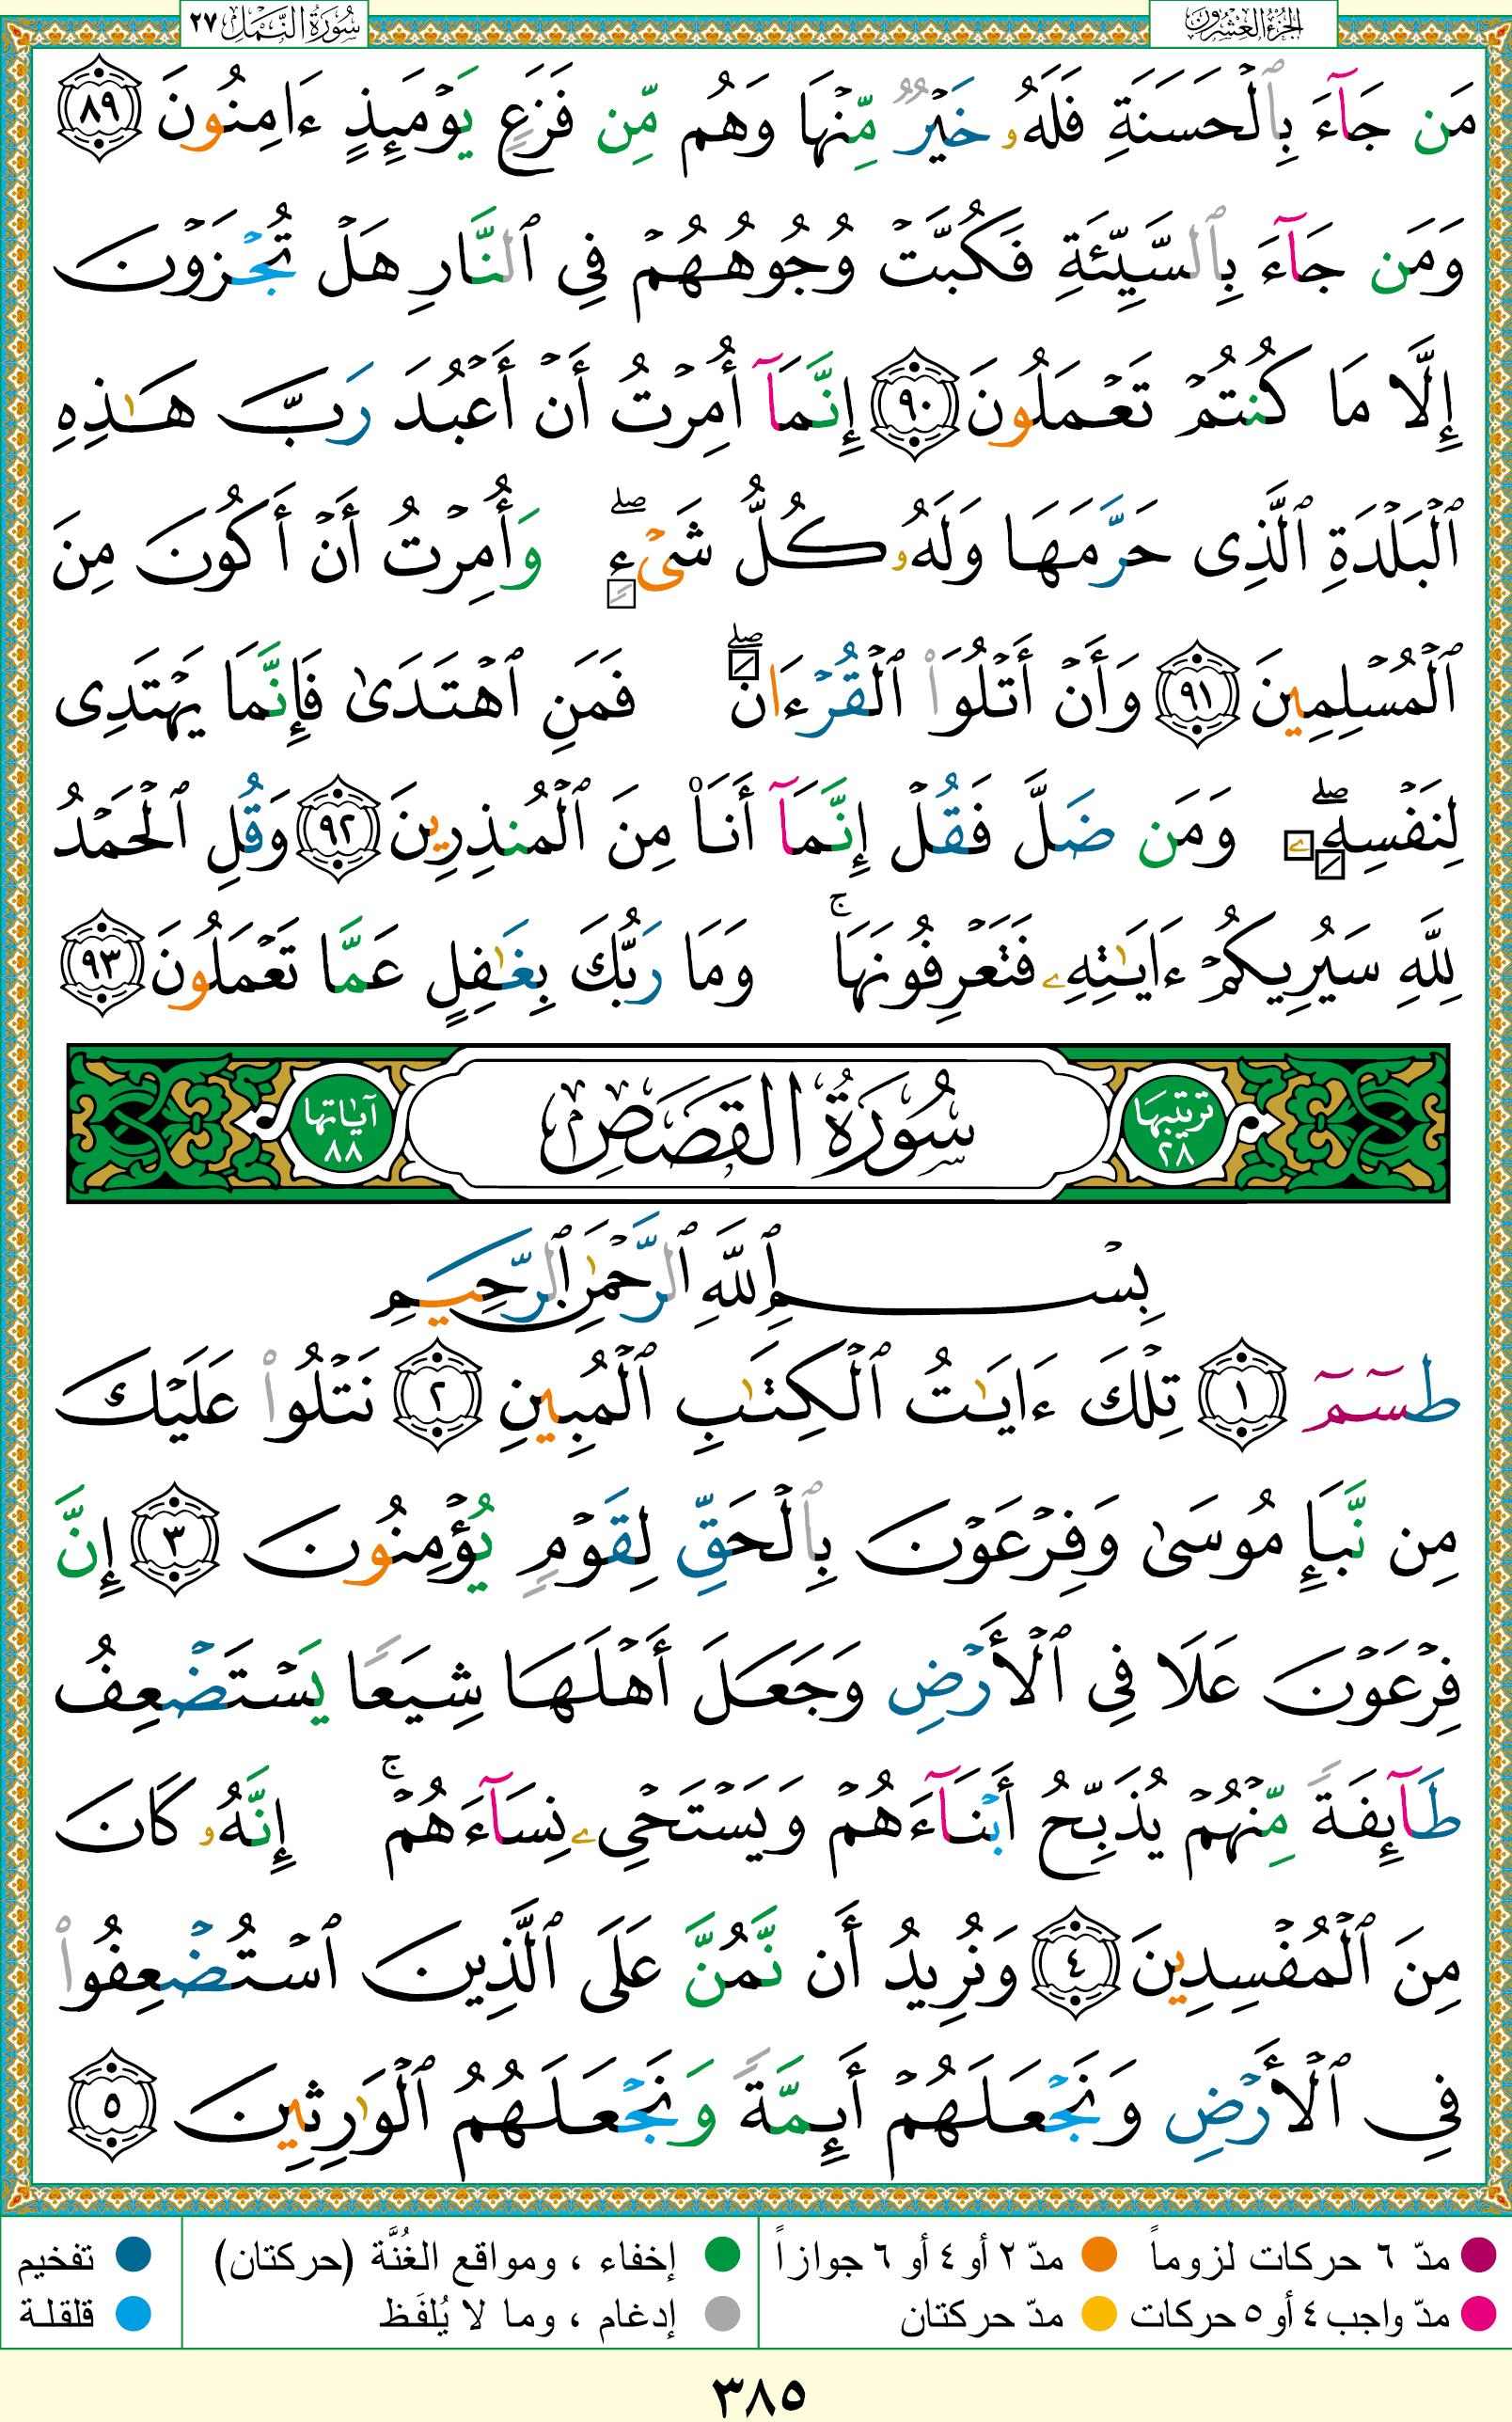 الجزء العشرون
سورة النمل ٢٧
مَن جَآءَ بِٱلْحَسَنَةِ فَلَهُۥ خَيْرٌۭ مِّنْهَا وَهُم مِّن فَزَعٍۢ يَوْمَئِذٍ ءَامِنُونَ ٨٩
وَمَن جَآءَ بِٱلسَّيِّئَةِ فَكُبَّتْ وُجُوهُهُمْ فِى ٱلنَّارِ هَلْ تُجْزَوْنَ
إِلَّا مَا كُنتُمْ تَعْمَلُونَ ٩٠ إِنَّمَآ أُمِرْتُ أَنْ أَعْبُدَ رَبَّ هَـٰذِهِ
ٱلْبَلْدَةِ ٱلَّذِى حَرَّمَهَا وَلَهُۥ كُلُّ شَىْءٍۢ ۖ وَأُمِرْتُ أَنْ أَكُونَ مِنَ
ٱلْمُسْلِمِينَ ٩١ وَأَنْ أَتْلُوَا۟ ٱلْقُرْءَانَ ۖ فَمَنِ ٱهْتَدَىٰ فَإِنَّمَا يَهْتَدِى
لِنَفْسِهِۦ ۖ وَمَن ضَلَّ فَقُلْ إِنَّمَآ أَنَا۠ مِنَ ٱلْمُنذِرِينَ ٩٢ وَقُلِ ٱلْحَمْدُ
لِلَّهِ سَيُرِيكُمْ ءَايَـٰتِهِۦ فَتَعْرِفُونَهَا ۚ وَمَا رَبُّكَ بِغَـٰفِلٍ عَمَّا تَعْمَلُونَ ٩٣
ترتيبها ٢٨ سُورَةُ القَصَصِ آياتها ٨٨
بِسْمِ ٱللَّهِ ٱلرَّحْمَـٰنِ ٱلرَّحِيمِ
طسٓمٓ ١ تِلْكَ ءَايَـٰتُ ٱلْكِتَـٰبِ ٱلْمُبِينِ ٢ نَتْلُوا۟ عَلَيْكَ
مِن نَّبَإِ مُوسَىٰ وَفِرْعَوْنَ بِٱلْحَقِّ لِقَوْمٍۢ يُؤْمِنُونَ ٣ إِنَّ
فِرْعَوْنَ عَلَا فِى ٱلْأَرْضِ وَجَعَلَ أَهْلَهَا شِيَعًۭا يَسْتَضْعِفُ
طَآئِفَةًۭ مِّنْهُمْ يُذَبِّحُ أَبْنَآءَهُمْ وَيَسْتَحْىِۦ نِسَآءَهُمْ ۚ إِنَّهُۥ كَانَ
مِنَ ٱلْمُفْسِدِينَ ٤ وَنُرِيدُ أَن نَّمُنَّ عَلَى ٱلَّذِينَ ٱسْتُضْعِفُوا۟
فِى ٱلْأَرْضِ وَنَجْعَلَهُمْ أَئِمَّةًۭ وَنَجْعَلَهُمُ ٱلْوَٰرِثِينَ ٥
مدّ ٦ حركات لزوماً مدّ ٢ أو ٤ أو ٦ جوازاً إخفاء ، ومواقع الغُنَّة (حركتان) تفخيم
مدّ واجب ٤ أو ٥ حركات مدّ حركتان إدغام ، وما لا يُلفَظ قلقلة
٣٨٥